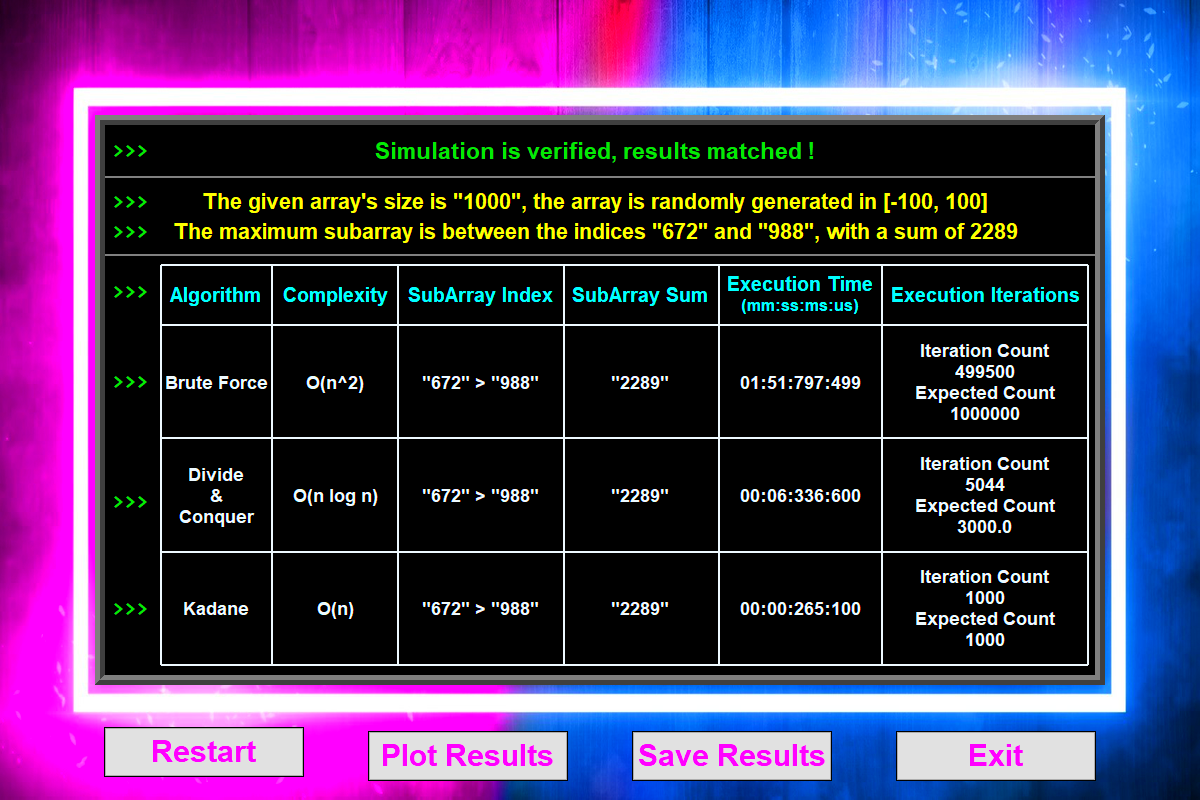 >>> Simulation is verified, results matched !
>>> The given array's size is "1000", the array is randomly generated in [-100, 100]
>>> The maximum subarray is between the indices "672" and "988", with a sum of 2289
>>> Algorithm Complexity SubArray Index SubArray Sum Execution Time Execution Iterations
(mm:ss:ms:us)
Iteration Count
499500
>>> Brute Force O(n^2) "672" > "988" "2289" 01:51:797:499
Expected Count
1000000
Iteration Count
Divide
5044
>>> & O(n log n) "672" > "988" "2289" 00:06:336:600
Expected Count
Conquer
3000.0
Iteration Count
1000
>>> Kadane O(n) "672" > "988" "2289" 00:00:265:100
Expected Count
1000
Restart Plot Results Save Results Exit